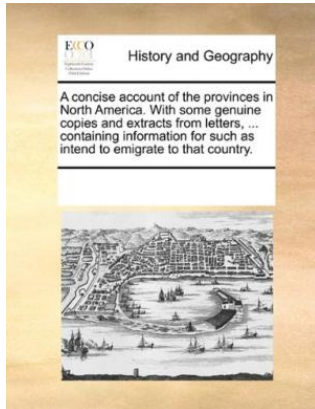 ECCO
History and Geography
A concise account of the provinces in
North America. With some genuine
copies and extracts from letters, ...
containing information for such as
intend to emigrate to that country.